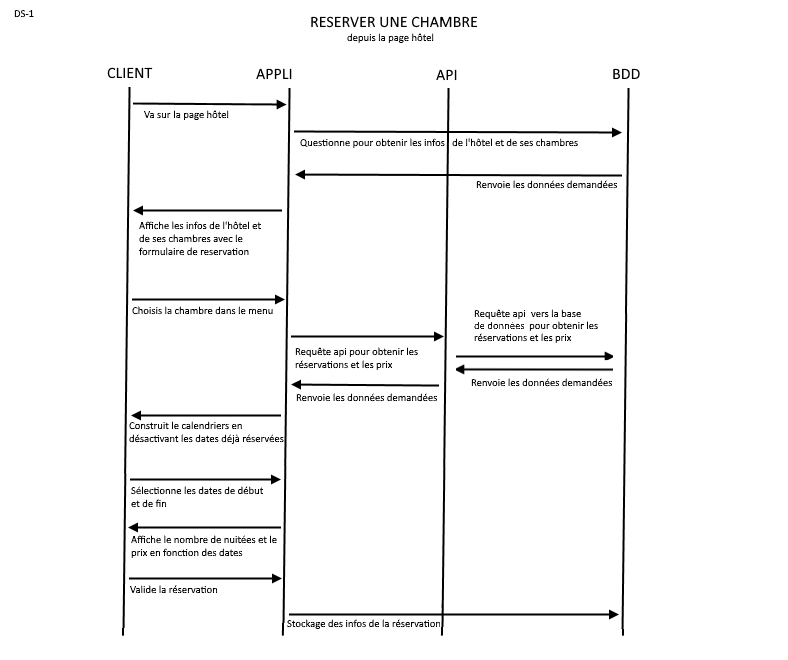 DS-1
RESERVER UNE CHAMBRE
depuis la page hôtel
CLIENT
APPLI
API
BDD
Va sur la page hôtel
Questionne pour obtenir les infos de l'hôtel et de ses chambres
Renvoie les données demandées
Affiche les infos de l'hôtel et
de ses chambres avec le
formulaire de reservation
Choisis la chambre dans le menu
Requête api vers la base
de données pour obtenir les
réservations et les prix
Requête api pour obtenir les
réservations et les prix
Renvoie les données demandées
Renvoie les données demandées
Construit le calendriers en
désactivant les dates déjà réservées
Sélectionne les dates de début
et de fin
Affiche le nombre de nuitées et le
prix en fonction des dates
Valide la réservation
Stockage des infos de la réservation